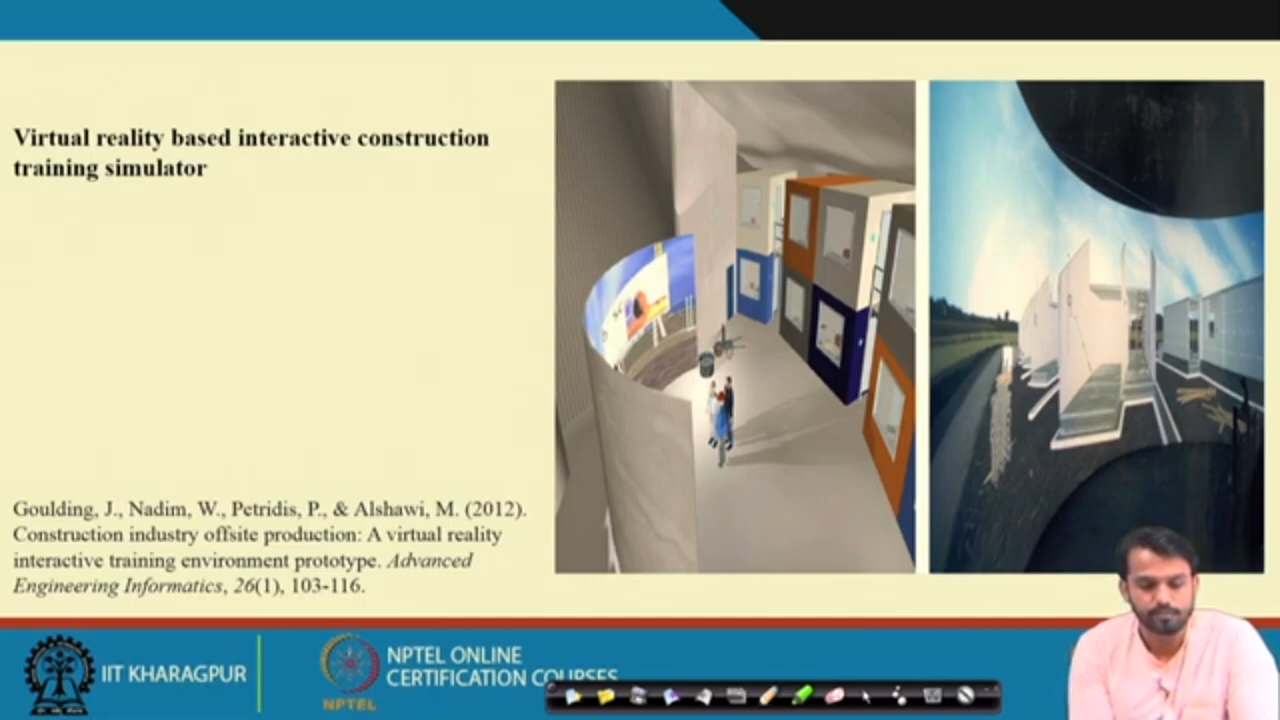 Virtual reality based interactive construction
training simulator
Goulding, J., Nadim, W., Petridis, P., & Alshawi, M. (2012).
Construction industry offsite production: A virtual reality
interactive training environment prototype. Advanced
Engineering Informatics, 26(1), 103-116.
IIT KHARAGPUR
NPTEL ONLINE
CERTIFICATION COURSES
NPTEL